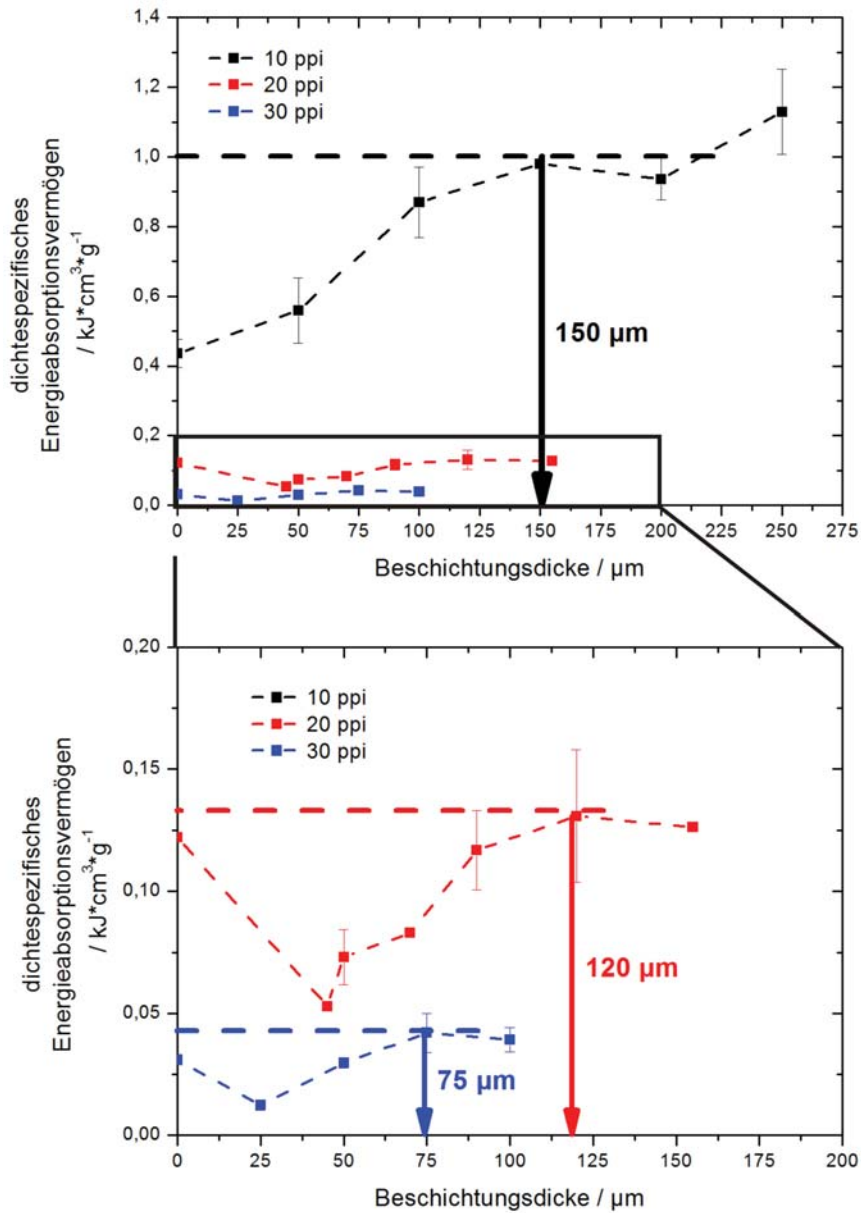 1,4
1,2
1,0
0,8
0,6
0,4
0,2
0,0
dichtespezifisches
Energieabsorptionsvermögen
/ kJ*cm³*g⁻¹
10 ppi
20 ppi
30 ppi
150 µm
0 25 50 75 100 125 150 175 200 225 250 275
Beschichtungsdicke / µm
0,20
0,15
0,10
0,05
0,00
dichtespezifisches
Energieabsorptionsvermögen
/ kJ*cm³*g⁻¹
10 ppi
20 ppi
30 ppi
120 µm
75 µm
0 25 50 75 100 125 150 175 200
Beschichtungsdicke / µm